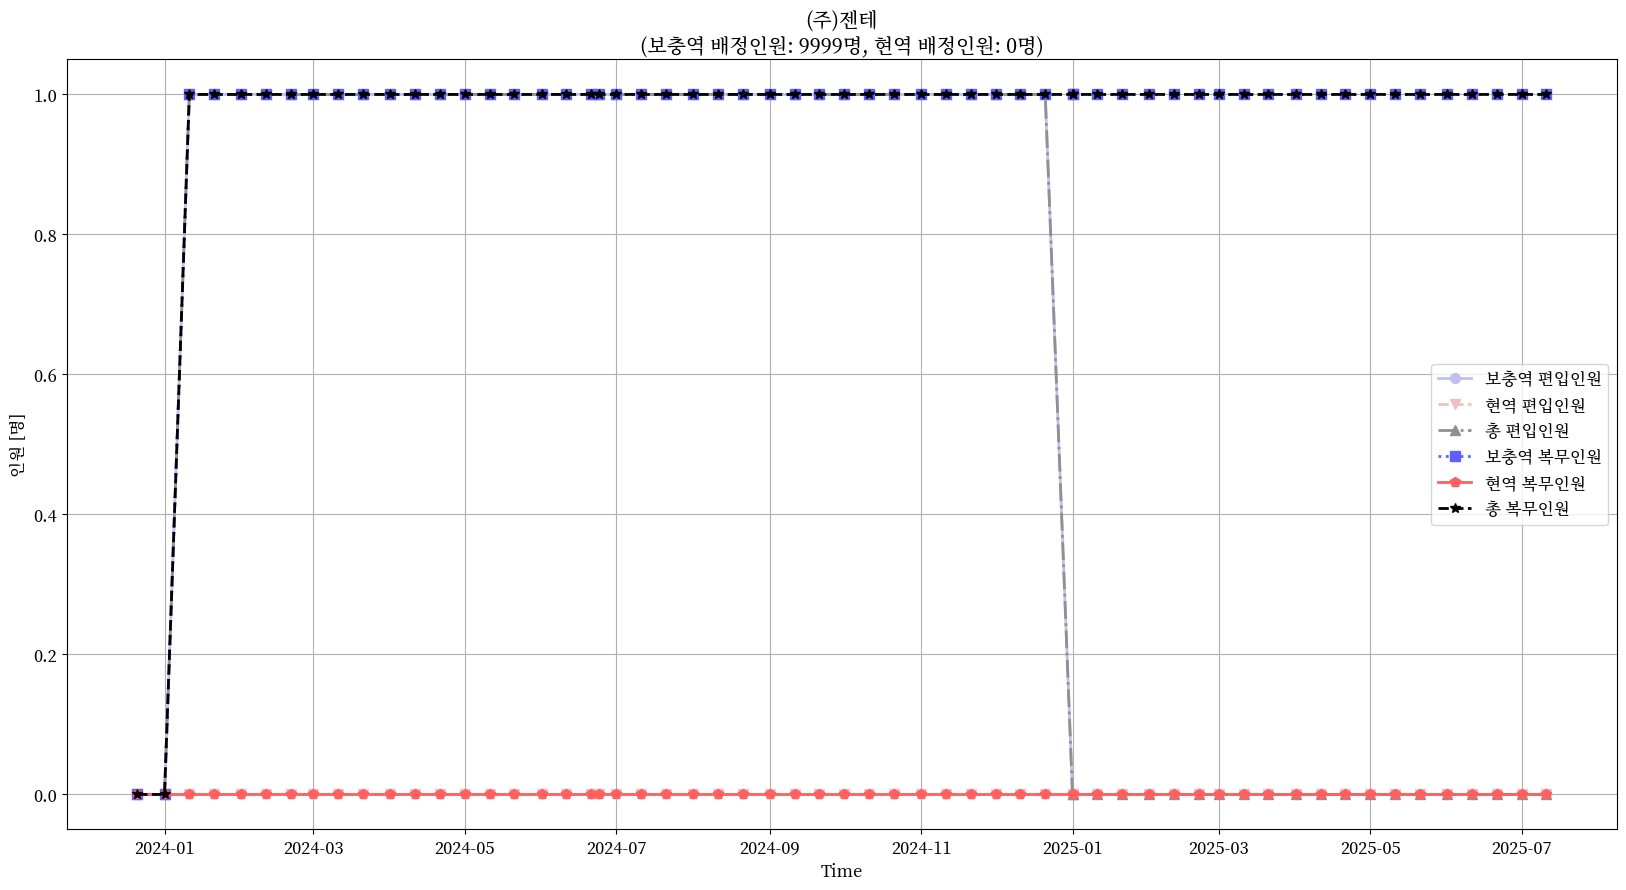 (주)젠테
(보충역 배정인원: 9999명, 현역 배정인원: 0명)
인원 [명]
1.0
0.8
0.6
0.4
0.2
0.0
보충역 편입인원
현역 편입인원
총 편입인원
보충역 복무인원
현역 복무인원
총 복무인원
2024-01
2024-03
2024-05
2024-07
2024-09
2024-11
2025-01
2025-03
2025-05
2025-07
Time